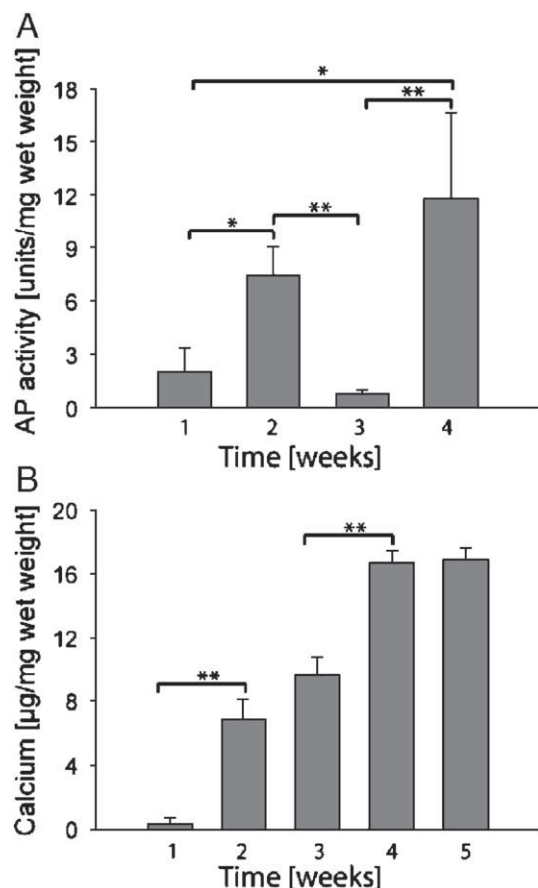 A
AP activity [units/mg wet weight]
18
15
12
9
6
3
0
*
**
*
**
1 2 3 4
Time [weeks]
B
Calcium [µg/mg wet weight]
20
16
12
8
4
0
**
**
1 2 3 4 5
Time [weeks]